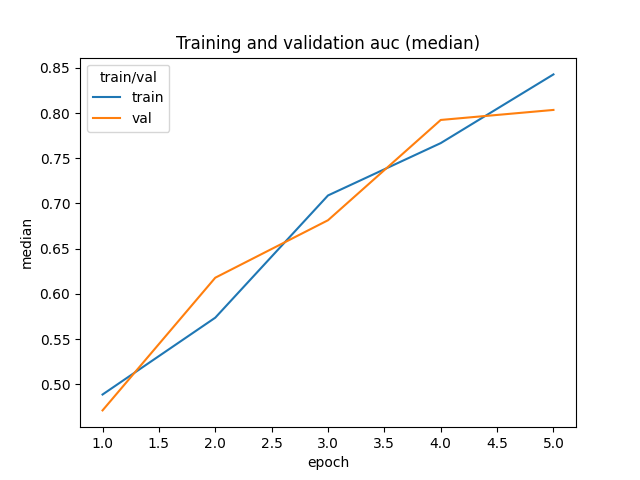 Training and validation auc (median)
train/val
train
val
0.85
0.80
0.75
0.70
0.65
0.60
0.55
0.50
median
1.0 1.5 2.0 2.5 3.0 3.5 4.0 4.5 5.0
epoch